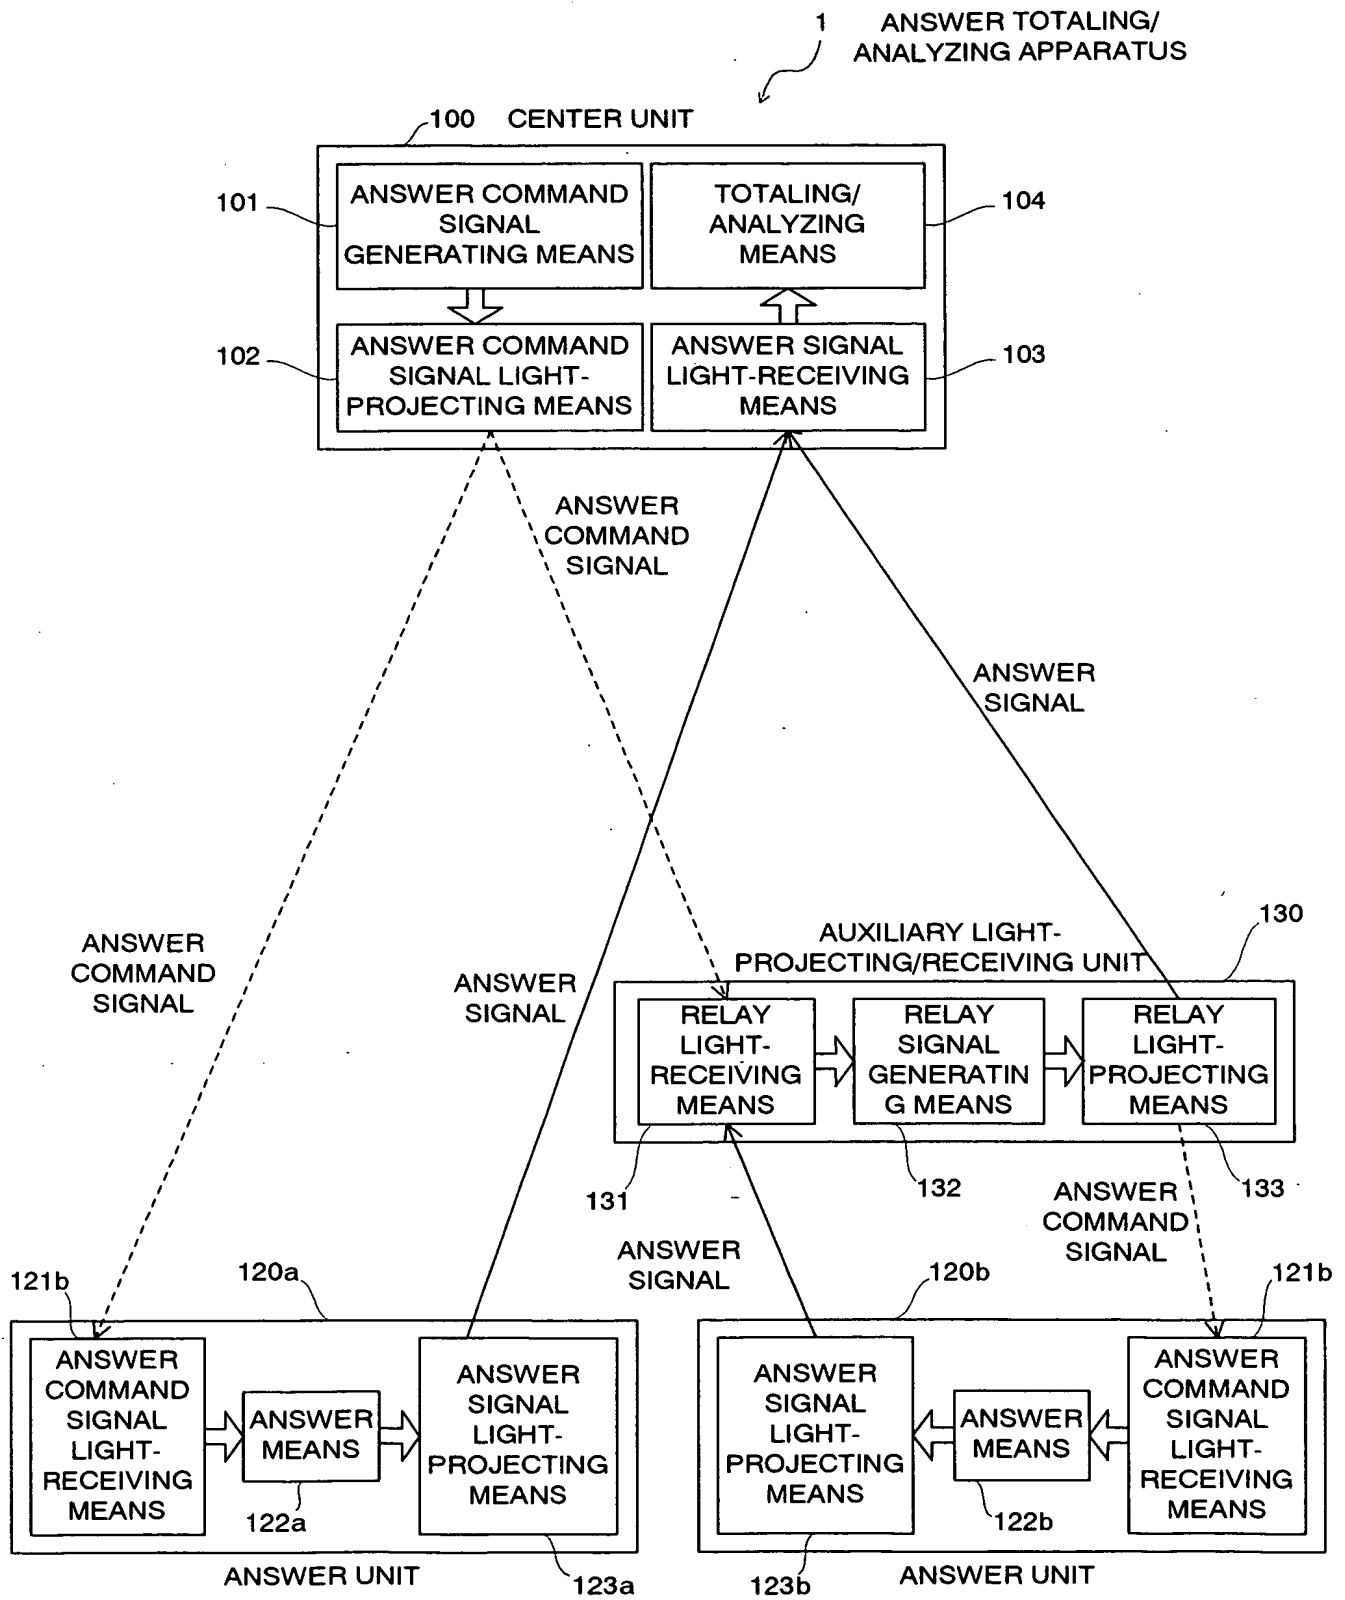 1 ANSWER TOTALING/
ANALYZING APPARATUS
100 CENTER UNIT
101
ANSWER COMMAND
SIGNAL
GENERATING MEANS
TOTALING/
ANALYZING
MEANS
104
102
ANSWER COMMAND
SIGNAL LIGHT-
PROJECTING MEANS
ANSWER SIGNAL
LIGHT-RECEIVING
MEANS
103
ANSWER
COMMAND
SIGNAL
ANSWER
SIGNAL
ANSWER
COMMAND
SIGNAL
ANSWER
SIGNAL
130
AUXILIARY LIGHT-
PROJECTING/RECEIVING UNIT
RELAY
LIGHT-
RECEIVING
MEANS
RELAY
SIGNAL
GENERATIN
G MEANS
RELAY
LIGHT-
PROJECTING
MEANS
131
132
133
ANSWER
SIGNAL
ANSWER
COMMAND
SIGNAL
121b
120a
ANSWER
COMMAND
SIGNAL
LIGHT-
RECEIVING
MEANS
ANSWER
MEANS
122a
ANSWER
SIGNAL
LIGHT-
PROJECTING
MEANS
ANSWER UNIT
123a
120b
121b
ANSWER
SIGNAL
LIGHT-
PROJECTING
MEANS
ANSWER
MEANS
122b
ANSWER
COMMAND
SIGNAL
LIGHT-
RECEIVING
MEANS
123b
ANSWER UNIT